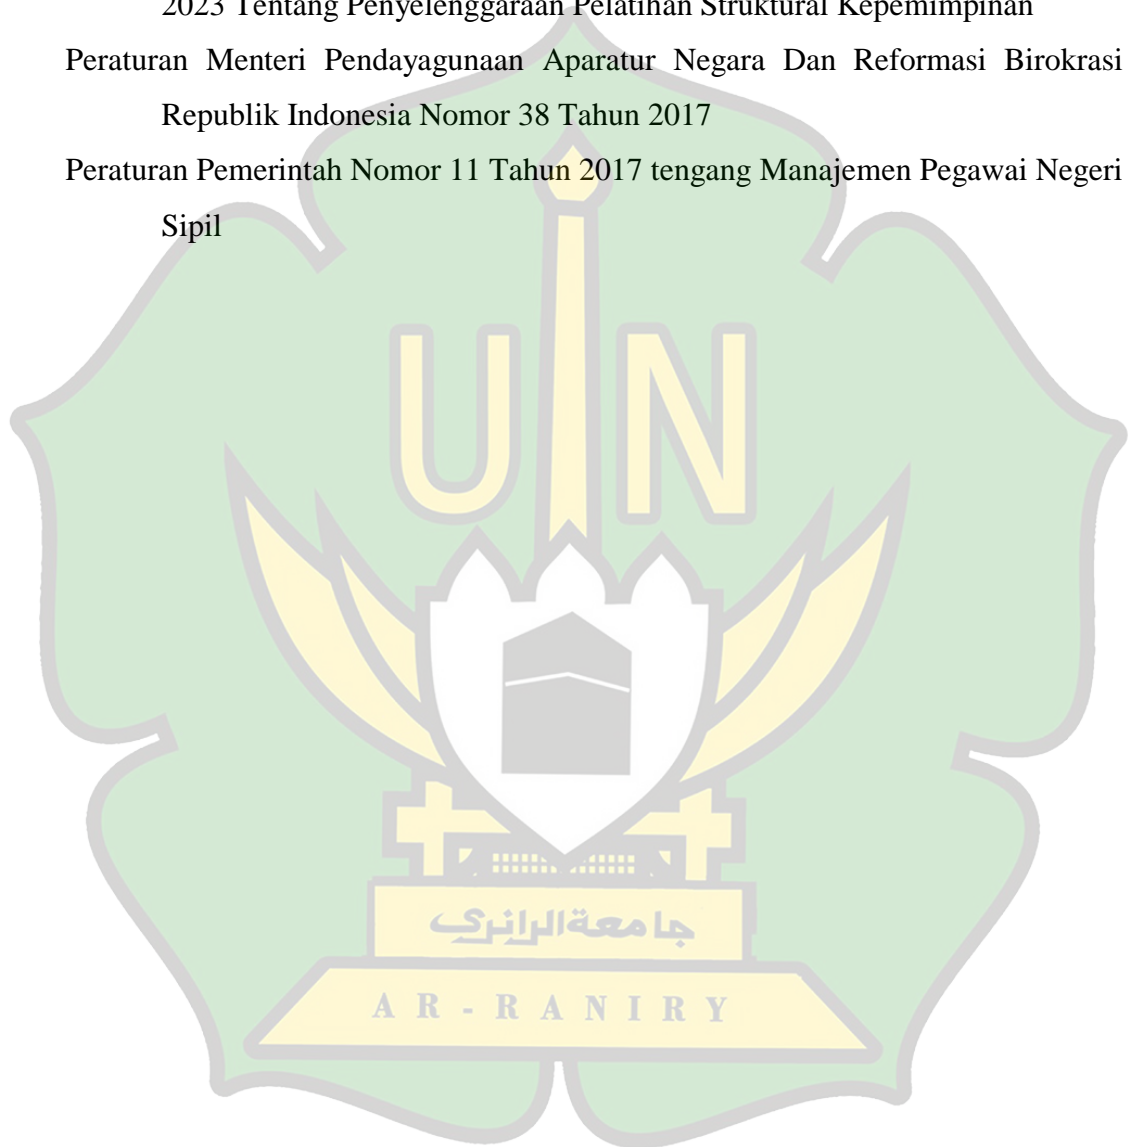 2023 Tentang Penyelenggaraan Pelatihan Struktural Kepemimpinan
Peraturan Menteri Pendayagunaan Aparatur Negara Dan Reformasi Birokrasi
Republik Indonesia Nomor 38 Tahun 2017
Peraturan Pemerintah Nomor 11 Tahun 2017 tengang Manajemen Pegawai Negeri
Sipil
UIN
جامعةالرانري
AR-RANIRY